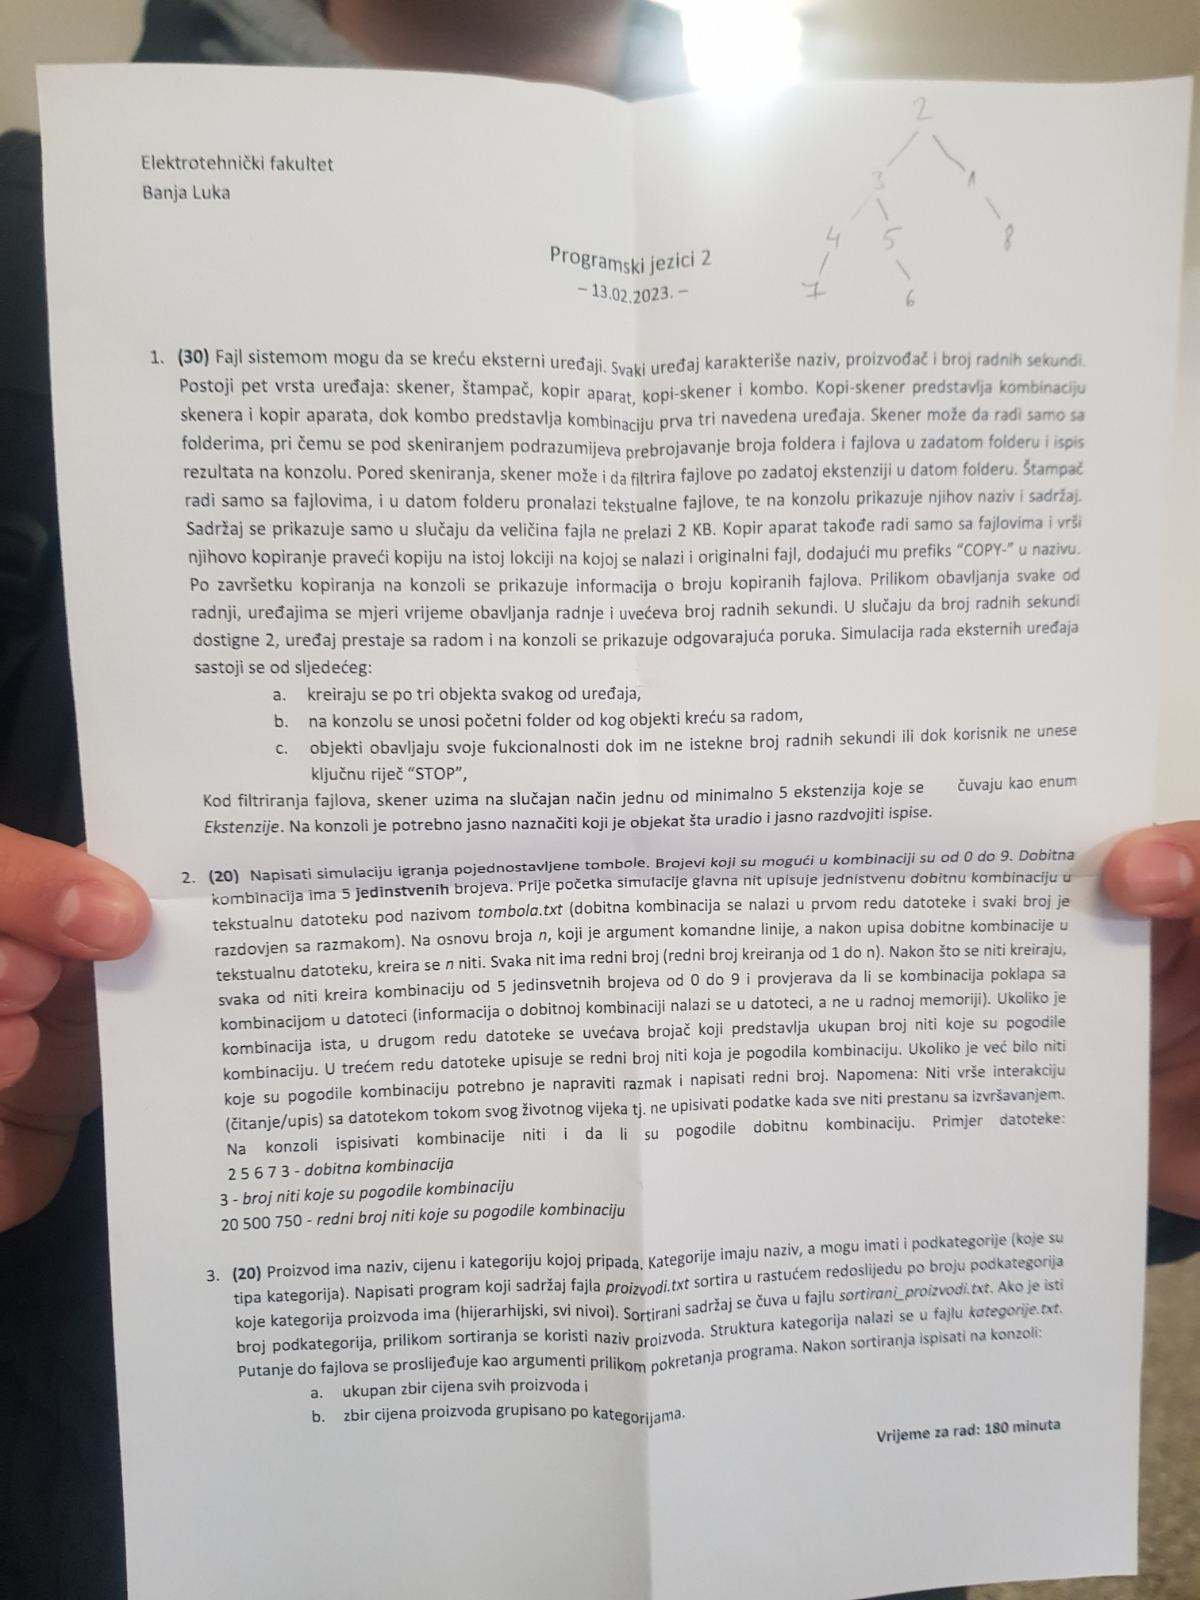 2
3 1
4 5 8
7 6
Elektrotehnički fakultet
Banja Luka
Programski jezici 2
– 13.02.2023. –
1. (30) Fajl sistemom mogu da se kreću eksterni uređaji. Svaki uređaj karakteriše naziv, proizvođač i broj radnih sekundi.
Postoji pet vrsta uređaja: skener, štampač, kopir aparat, kopi-skener i kombo. Kopi-skener predstavlja kombinaciju
skenera i kopir aparata, dok kombo predstavlja kombinaciju prva tri navedena uređaja. Skener može da radi samo sa
folderima, pri čemu se pod skeniranjem podrazumijeva prebrojavanje broja foldera i fajlova u zadatom folderu i ispis
rezultata na konzolu. Pored skeniranja, skener može i da filtrira fajlove po zadatoj ekstenziji u datom folderu. Štampač
radi samo sa fajlovima, i u datom folderu pronalazi tekstualne fajlove, te na konzolu prikazuje njihov naziv i sadržaj.
Sadržaj se prikazuje samo u slučaju da veličina fajla ne prelazi 2 KB. Kopir aparat takođe radi samo sa fajlovima i vrši
njihovo kopiranje praveći kopiju na istoj lokciji na kojoj se nalazi i originalni fajl, dodajući mu prefiks “COPY-” u nazivu.
Po završetku kopiranja na konzoli se prikazuje informacija o broju kopiranih fajlova. Prilikom obavljanja svake od
radnji, uređajima se mjeri vrijeme obavljanja radnje i uvećeva broj radnih sekundi. U slučaju da broj radnih sekundi
dostigne 2, uređaj prestaje sa radom i na konzoli se prikazuje odgovarajuća poruka. Simulacija rada eksternih uređaja
sastoji se od sljedećeg:
a. kreiraju se po tri objekta svakog od uređaja,
b. na konzolu se unosi početni folder od kog objekti kreću sa radom,
c. objekti obavljaju svoje fukcionalnosti dok im ne istekne broj radnih sekundi ili dok korisnik ne unese
ključnu riječ “STOP”,
Kod filtriranja fajlova, skener uzima na slučajan način jednu od minimalno 5 ekstenzija koje se čuvaju kao enum
Ekstenzije. Na konzoli je potrebno jasno naznačiti koji je objekat šta uradio i jasno razdvojiti ispise.
2. (20) Napisati simulaciju igranja pojednostavljene tombole. Brojevi koji su mogući u kombinaciji su od 0 do 9. Dobitna
kombinacija ima 5 jedinstvenih brojeva. Prije početka simulacije glavna nit upisuje jednistvenu dobitnu kombinaciju u
tekstualnu datoteku pod nazivom tombola.txt (dobitna kombinacija se nalazi u prvom redu datoteke i svaki broj je
razdovjen sa razmakom). Na osnovu broja n, koji je argument komandne linije, a nakon upisa dobitne kombinacije u
tekstualnu datoteku, kreira se n niti. Svaka nit ima redni broj (redni broj kreiranja od 1 do n). Nakon što se niti kreiraju,
svaka od niti kreira kombinaciju od 5 jedinsvetnih brojeva od 0 do 9 i provjerava da li se kombinacija poklapa sa
kombinacijom u datoteci (informacija o dobitnoj kombinaciji nalazi se u datoteci, a ne u radnoj memoriji). Ukoliko je
kombinacija ista, u drugom redu datoteke se uvećava brojač koji predstavlja ukupan broj niti koje su pogodile
kombinaciju. U trećem redu datoteke upisuje se redni broj niti koja je pogodila kombinaciju. Ukoliko je već bilo niti
koje su pogodile kombinaciju potrebno je napraviti razmak i napisati redni broj. Napomena: Niti vrše interakciju
(čitanje/upis) sa datotekom tokom svog životnog vijeka tj. ne upisivati podatke kada sve niti prestanu sa izvršavanjem.
Na konzoli ispisivati kombinacije niti i da li su pogodile dobitnu kombinaciju. Primjer datoteke:
2 5 6 7 3 - dobitna kombinacija
3 - broj niti koje su pogodile kombinaciju
20 500 750 - redni broj niti koje su pogodile kombinaciju
3. (20) Proizvod ima naziv, cijenu i kategoriju kojoj pripada. Kategorije imaju naziv, a mogu imati i podkategorije (koje su
tipa kategorija). Napisati program koji sadržaj fajla proizvodi.txt sortira u rastućem redoslijedu po broju podkategorija
koje kategorija proizvoda ima (hijerarhijski, svi nivoi). Sortirani sadržaj se čuva u fajlu sortirani_proizvodi.txt. Ako je isti
broj podkategorija, prilikom sortiranja se koristi naziv proizvoda. Struktura kategorija nalazi se u fajlu kategorije.txt.
Putanje do fajlova se proslijeđuje kao argumenti prilikom pokretanja programa. Nakon sortiranja ispisati na konzoli:
a. ukupan zbir cijena svih proizvoda i
b. zbir cijena proizvoda grupisano po kategorijama.
Vrijeme za rad: 180 minuta